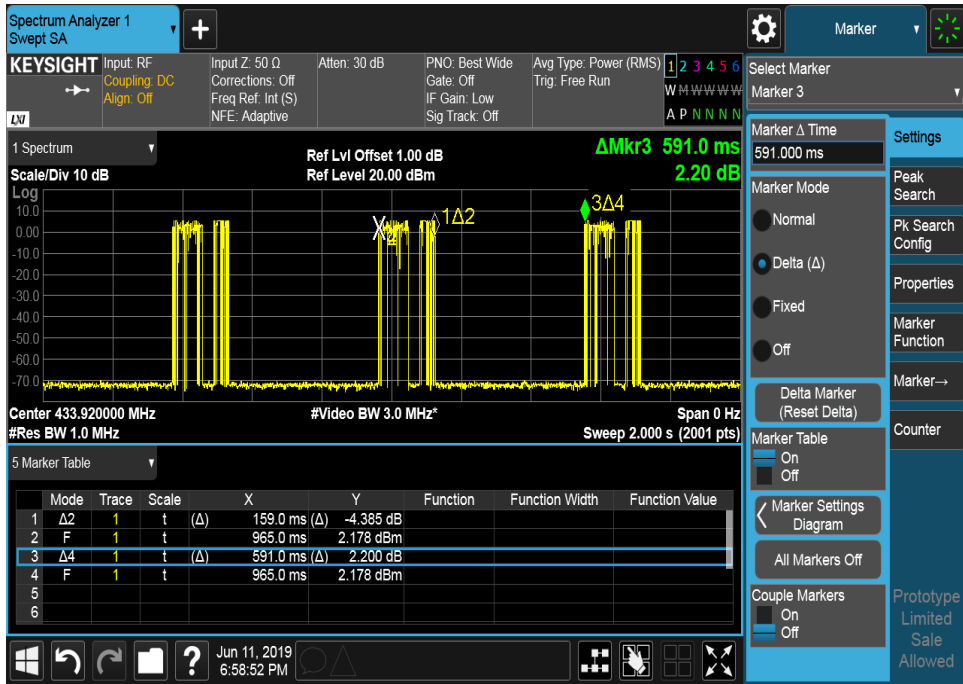 Spectrum Analyzer 1
Swept SA
Marker
KEYSIGHT
Input: RF
Coupling: DC
Align: Off
Input Z: 50 Ω
Corrections: Off
Freq Ref: Int (S)
NFE: Adaptive
Atten: 30 dB
PNO: Best Wide
Gate: Off
IF Gain: Low
Sig Track: Off
Avg Type: Power (RMS)
Trig: Free Run
1 2 3 4 5 6
W M W W W W
A P N N N N
LXI
Select Marker
Marker 3
1 Spectrum
Scale/Div 10 dB
Ref Lvl Offset 1.00 dB
Ref Level 20.00 dBm
ΔMkr3 591.0 ms
2.20 dB
Log
10.0
0.00
-10.0
-20.0
-30.0
-40.0
-50.0
-60.0
-70.0
1Δ2
3Δ4
Center 433.920000 MHz
#Res BW 1.0 MHz
#Video BW 3.0 MHz*
Span 0 Hz
Sweep 2.000 s (2001 pts)
5 Marker Table
Mode Trace Scale X Y Function Function Width Function Value
1 Δ2 1 t (Δ) 159.0 ms (Δ) -4.385 dB
2 F 1 t 965.0 ms 2.178 dBm
3 Δ4 1 t (Δ) 591.0 ms (Δ) 2.200 dB
4 F 1 t 965.0 ms 2.178 dBm
5
6
Marker Δ Time
591.000 ms
Marker Mode
Normal
Delta (Δ)
Fixed
Off
Delta Marker
(Reset Delta)
Marker Table
On
Off
Marker Settings
Diagram
All Markers Off
Couple Markers
On
Off
Settings
Peak
Search
Pk Search
Config
Properties
Marker
Function
Marker→
Counter
Prototype
Limited
Sale
Allowed
Jun 11, 2019
6:58:52 PM